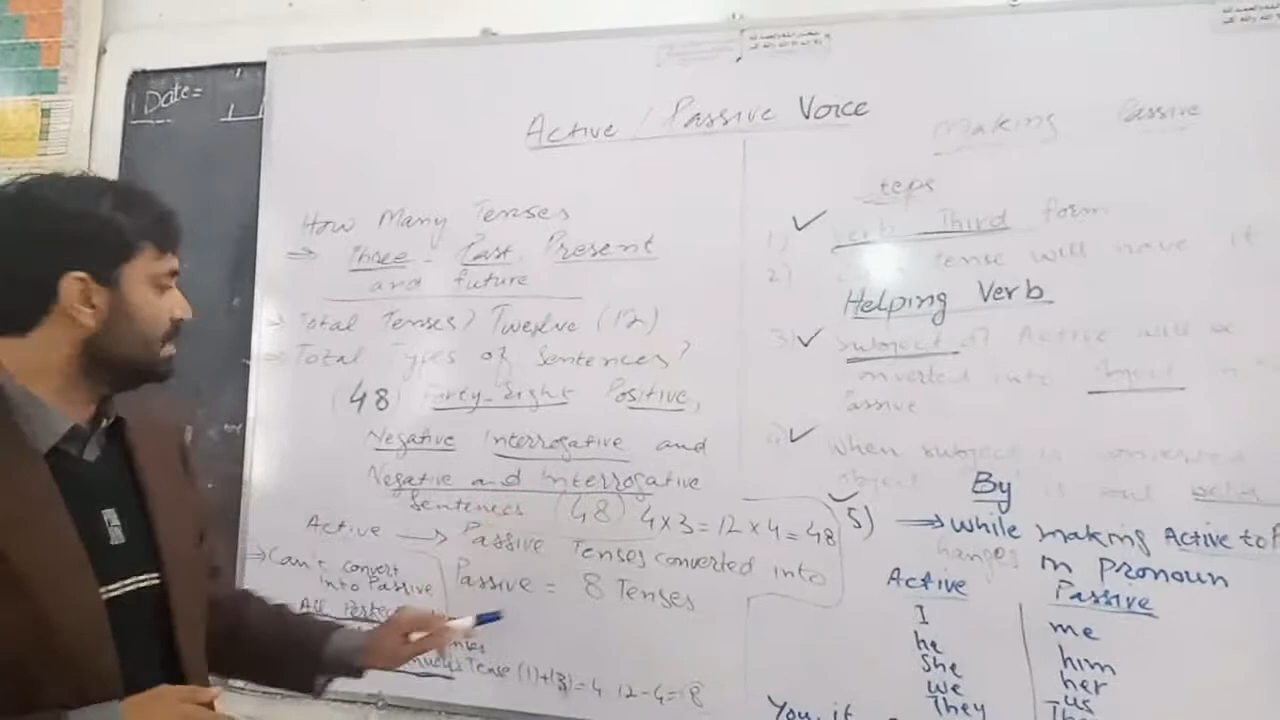 Date=
Active / Passive Voice
Making Passive
How Many Tenses
→ Three - Past, Present
and future
→ Total Tenses? Twelve (12)
→ Total Types of Sentences?
(48) Forty-Eight Positive,
Negative Interrogative and
Negative and Interrogative
Sentences (48) 4x3=12x4=48
Active → Passive Tenses converted into
Passive = 8 Tenses
→ Can't convert
into Passive
All
Tense (1)+(3)=4 12-4=8
teps
1) verb Third form
2) tense will have it
Helping Verb
3) subject of Active will be
converted into object in
Passive
4) when subject is converted
object By
5) → while making Active to P
hanges in Pronoun
Active Passive
I me
he him
She her
we us
They
You, it